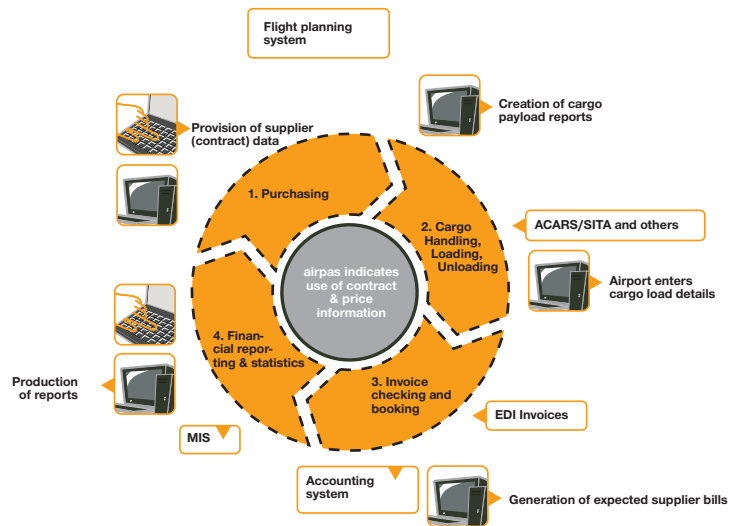 Flight planning
system
Creation of cargo
payload reports
Provision of supplier
(contract) data
1. Purchasing
2. Cargo
Handling,
Loading,
Unloading
ACARS/SITA and others
airpas indicates
use of contract
& price
information
Airport enters
cargo load details
4. Finan-
cial repor-
ting & statistics
Production
of reports
3. Invoice
checking and
booking
EDI Invoices
MIS
Accounting
system
Generation of expected supplier bills